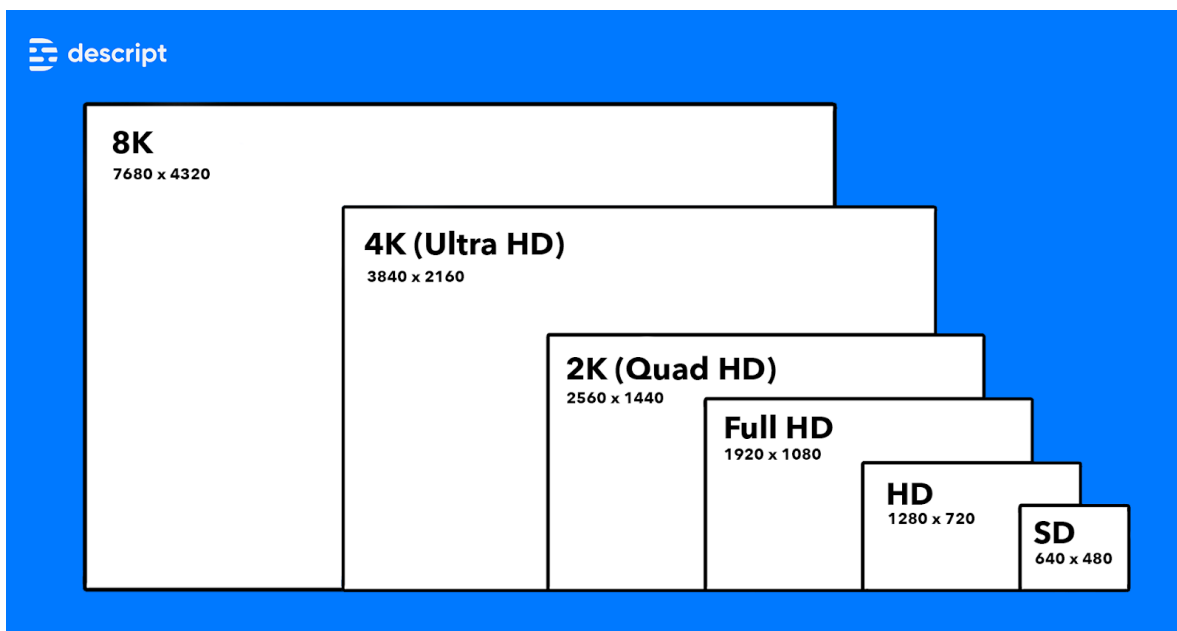 descript
8K
7680 x 4320
4K (Ultra HD)
3840 x 2160
2K (Quad HD)
2560 x 1440
Full HD
1920 x 1080
HD
1280 x 720
SD
640 x 480